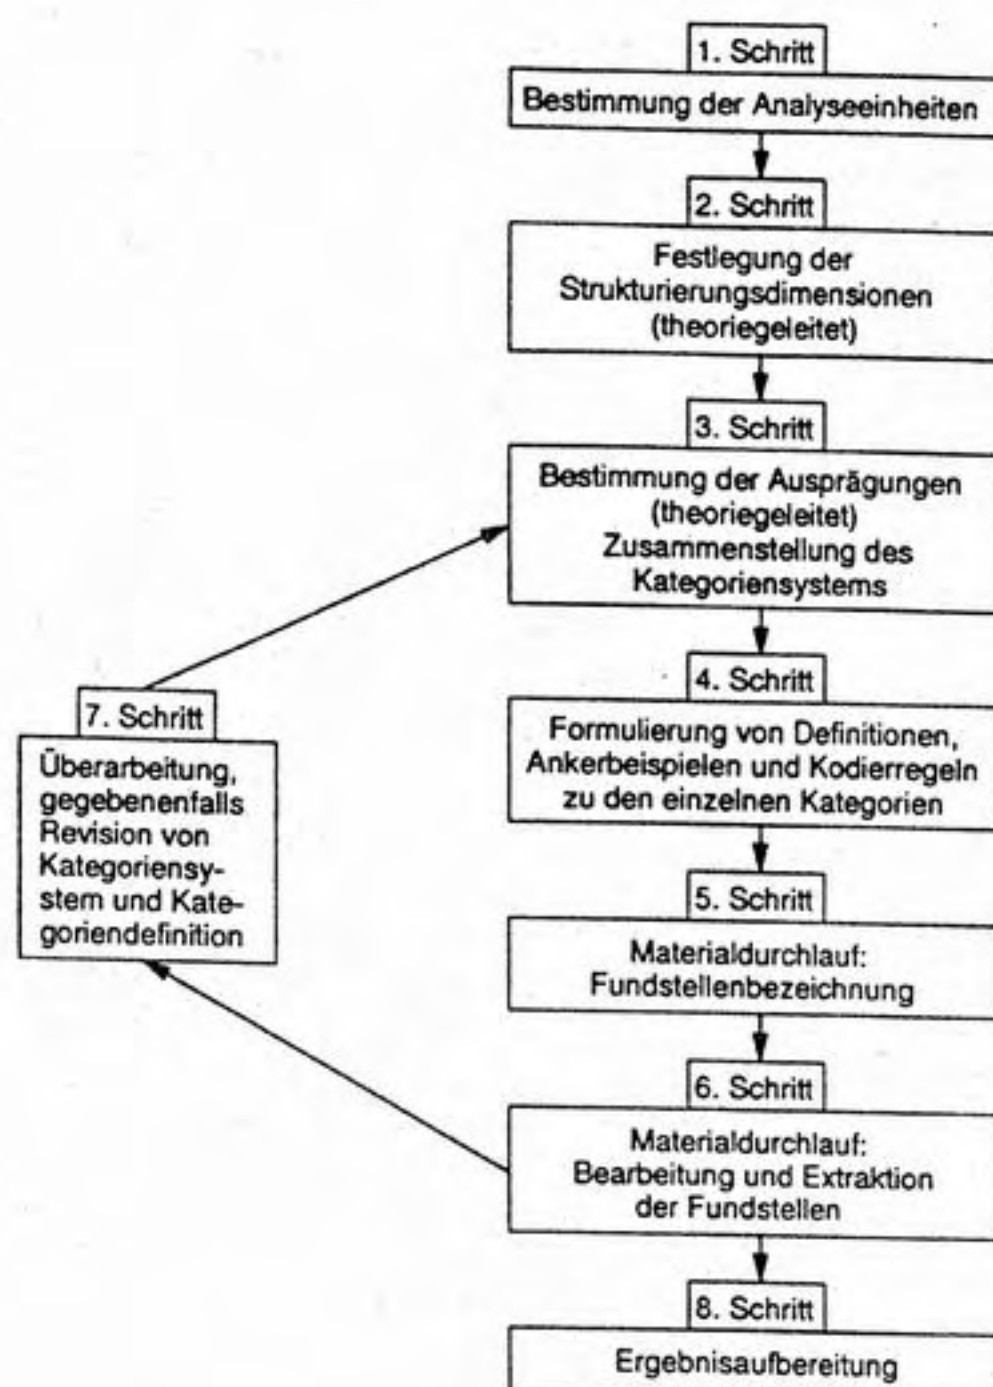 1. Schritt
Bestimmung der Analyseeinheiten
2. Schritt
Festlegung der
Strukturierungsdimensionen
(theoriegeleitet)
3. Schritt
Bestimmung der Ausprägungen
(theoriegeleitet)
Zusammenstellung des
Kategoriensystems
4. Schritt
Formulierung von Definitionen,
Ankerbeispielen und Kodierregeln
zu den einzelnen Kategorien
5. Schritt
Materialdurchlauf:
Fundstellenbezeichnung
6. Schritt
Materialdurchlauf:
Bearbeitung und Extraktion
der Fundstellen
7. Schritt
Überarbeitung,
gegebenenfalls
Revision von
Kategoriensy-
stem und Kate-
goriendefinition
8. Schritt
Ergebnisaufbereitung